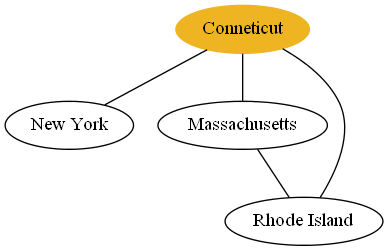 Conneticut
New York
Massachusetts
Rhode Island